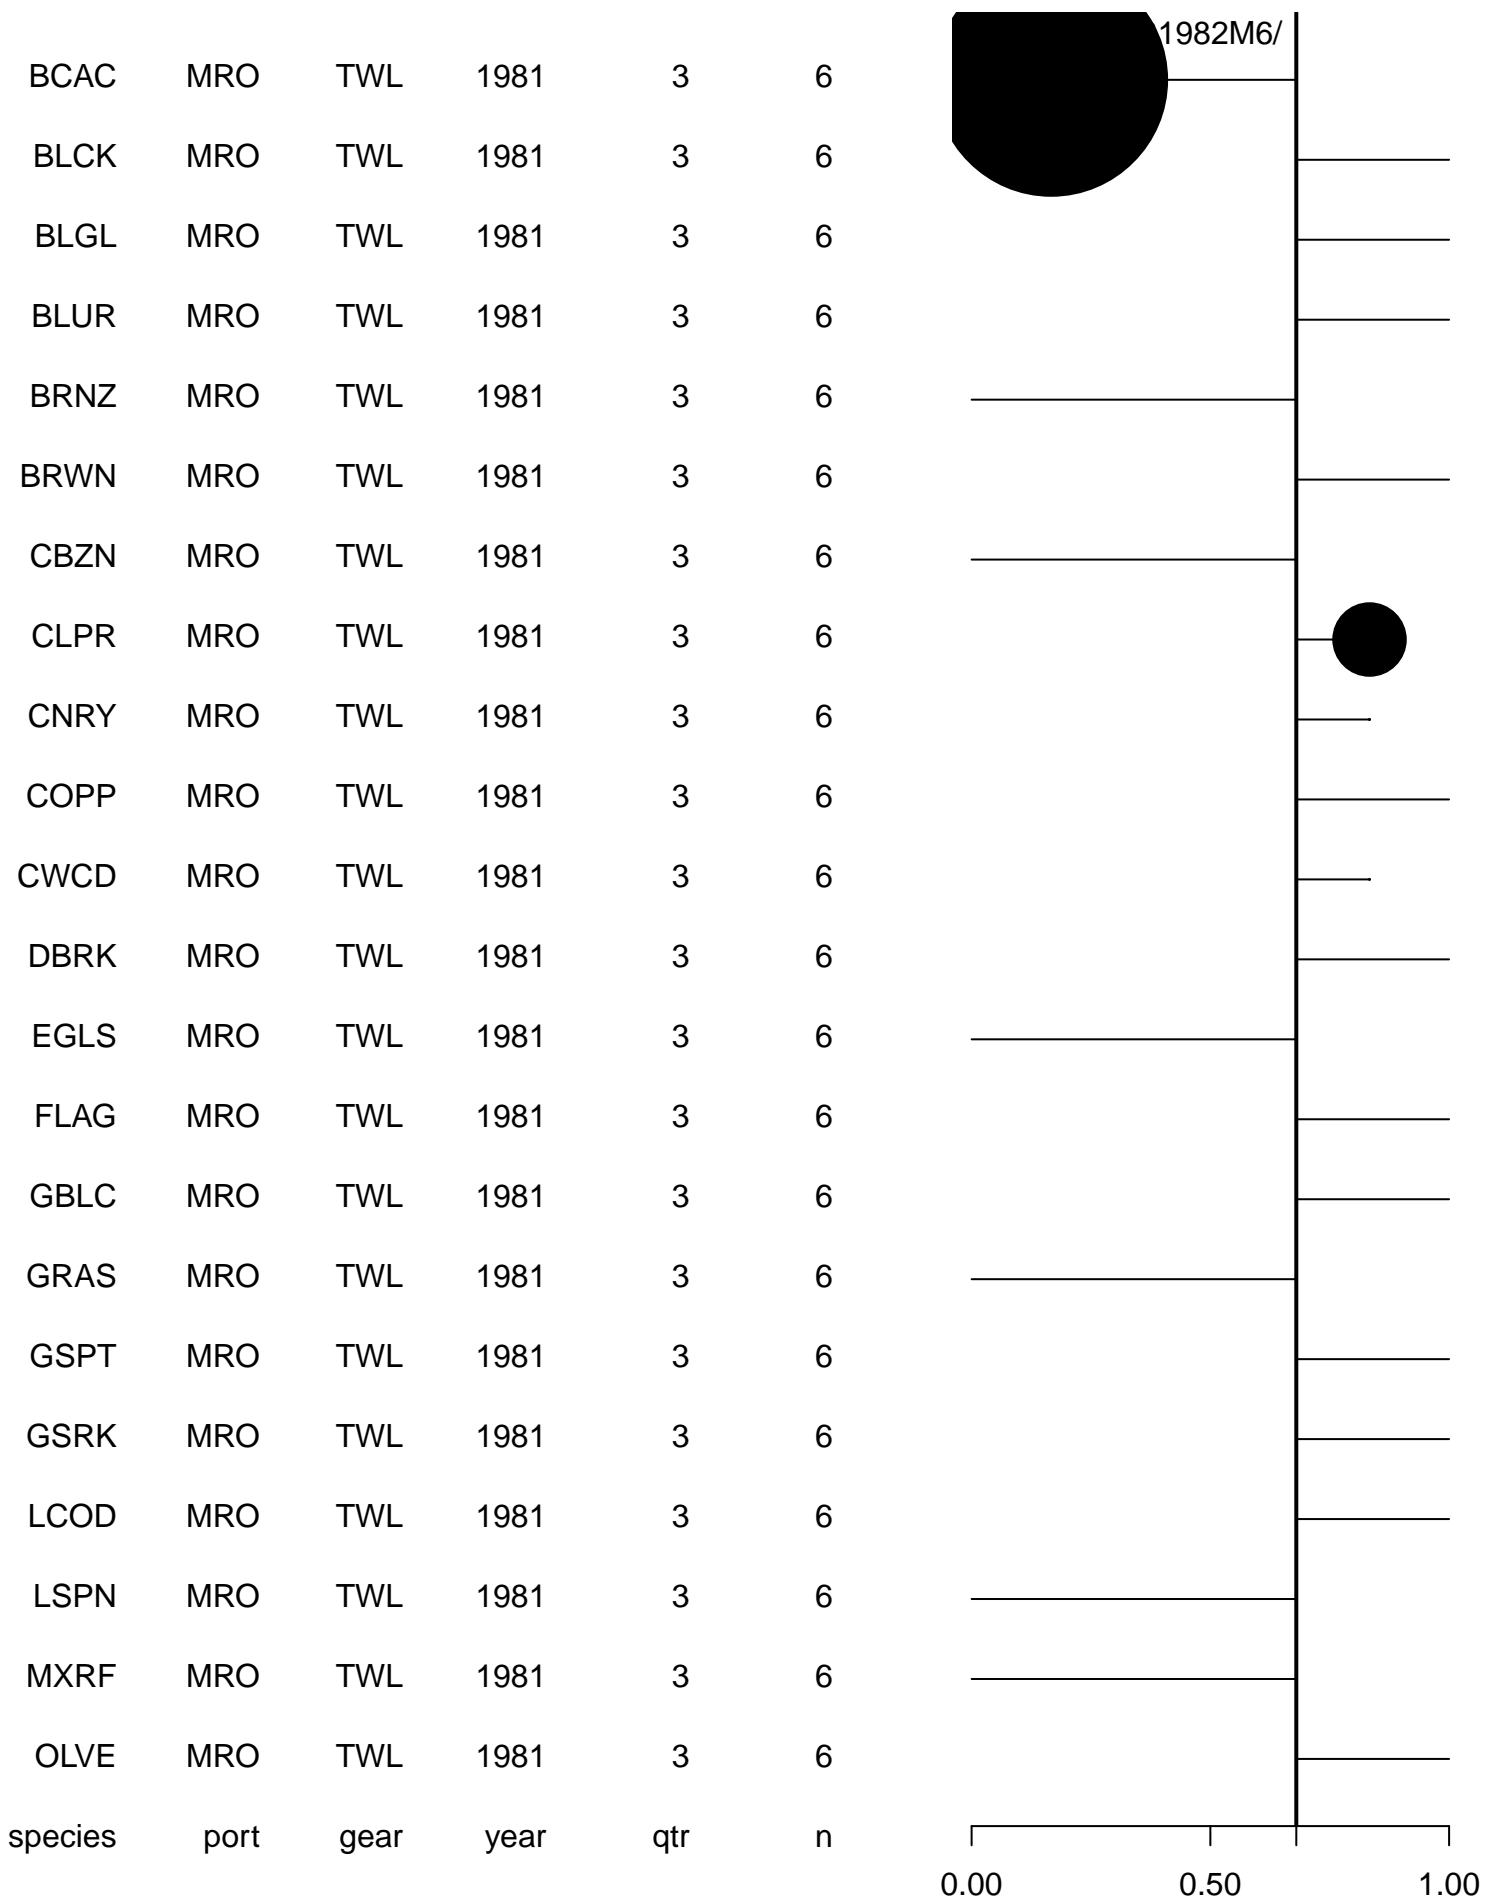 1982M6/
BCAC MRO TWL 1981 3 6
BLCK MRO TWL 1981 3 6
BLGL MRO TWL 1981 3 6
BLUR MRO TWL 1981 3 6
BRNZ MRO TWL 1981 3 6
BRWN MRO TWL 1981 3 6
CBZN MRO TWL 1981 3 6
CLPR MRO TWL 1981 3 6
CNRY MRO TWL 1981 3 6
COPP MRO TWL 1981 3 6
CWCD MRO TWL 1981 3 6
DBRK MRO TWL 1981 3 6
EGLS MRO TWL 1981 3 6
FLAG MRO TWL 1981 3 6
GBLC MRO TWL 1981 3 6
GRAS MRO TWL 1981 3 6
GSPT MRO TWL 1981 3 6
GSRK MRO TWL 1981 3 6
LCOD MRO TWL 1981 3 6
LSPN MRO TWL 1981 3 6
MXRF MRO TWL 1981 3 6
OLVE MRO TWL 1981 3 6
species port gear year qtr n
0.00 0.50 1.00